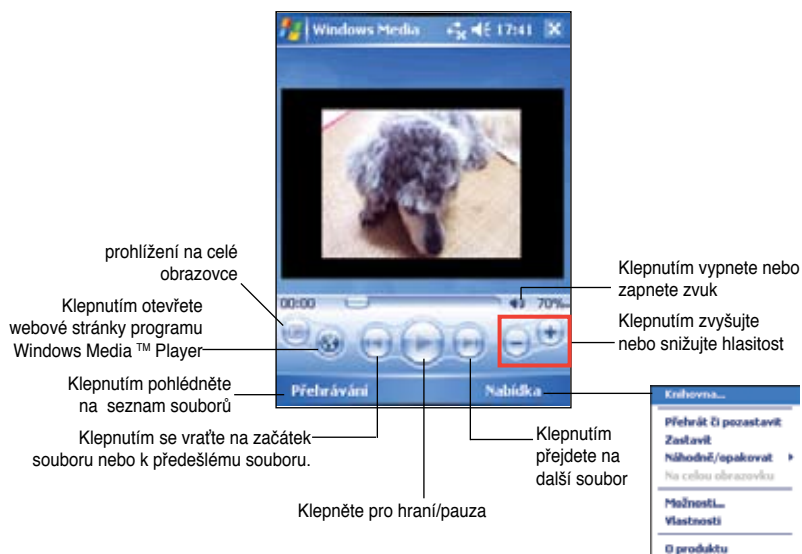 Windows Media 17:41
prohlížení na celé
obrazovce
Klepnutím otevřete
webové stránky programu
Windows Media ™ Player
Klepnutím pohlédněte
na seznam souborů
Klepnutím se vraťte na začátek
souboru nebo k předešlému souboru.
Klepněte pro hraní/pauza
Klepnutím
přejdete na
další soubor
Klepnutím vypnete nebo
zapnete zvuk
Klepnutím zvyšujte
nebo snižujte hlasitost
00:00 70%
Přehrávání Nabídka
Knihovna...
Přehrát či pozastavit
Zastavit
Náhodně/opakovat
Na celou obrazovku
Možnosti...
Vlastnosti
O produktu